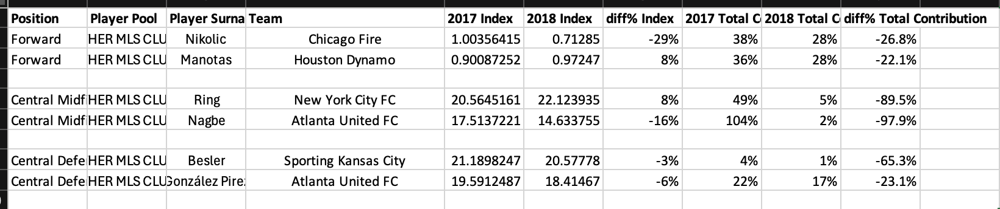 Position Player Pool Player Surna Team 2017 Index 2018 Index diff% Index 2017 Total C 2018 Total C diff% Total Contribution
Forward HER MLS CLU Nikolic Chicago Fire 1.00356415 0.71285 -29% 38% 28% -26.8%
Forward HER MLS CLU Manotas Houston Dynamo 0.90087252 0.97247 8% 36% 28% -22.1%
Central Midfi HER MLS CLU Ring New York City FC 20.5645161 22.123935 8% 49% 5% -89.5%
Central Midfi HER MLS CLU Nagbe Atlanta United FC 17.5137221 14.633755 -16% 104% 2% -97.9%
Central Defe HER MLS CLU Besler Sporting Kansas City 21.1898247 20.57778 -3% 4% 1% -65.3%
Central Defe HER MLS CLU González Pirez Atlanta United FC 19.5912487 18.41467 -6% 22% 17% -23.1%